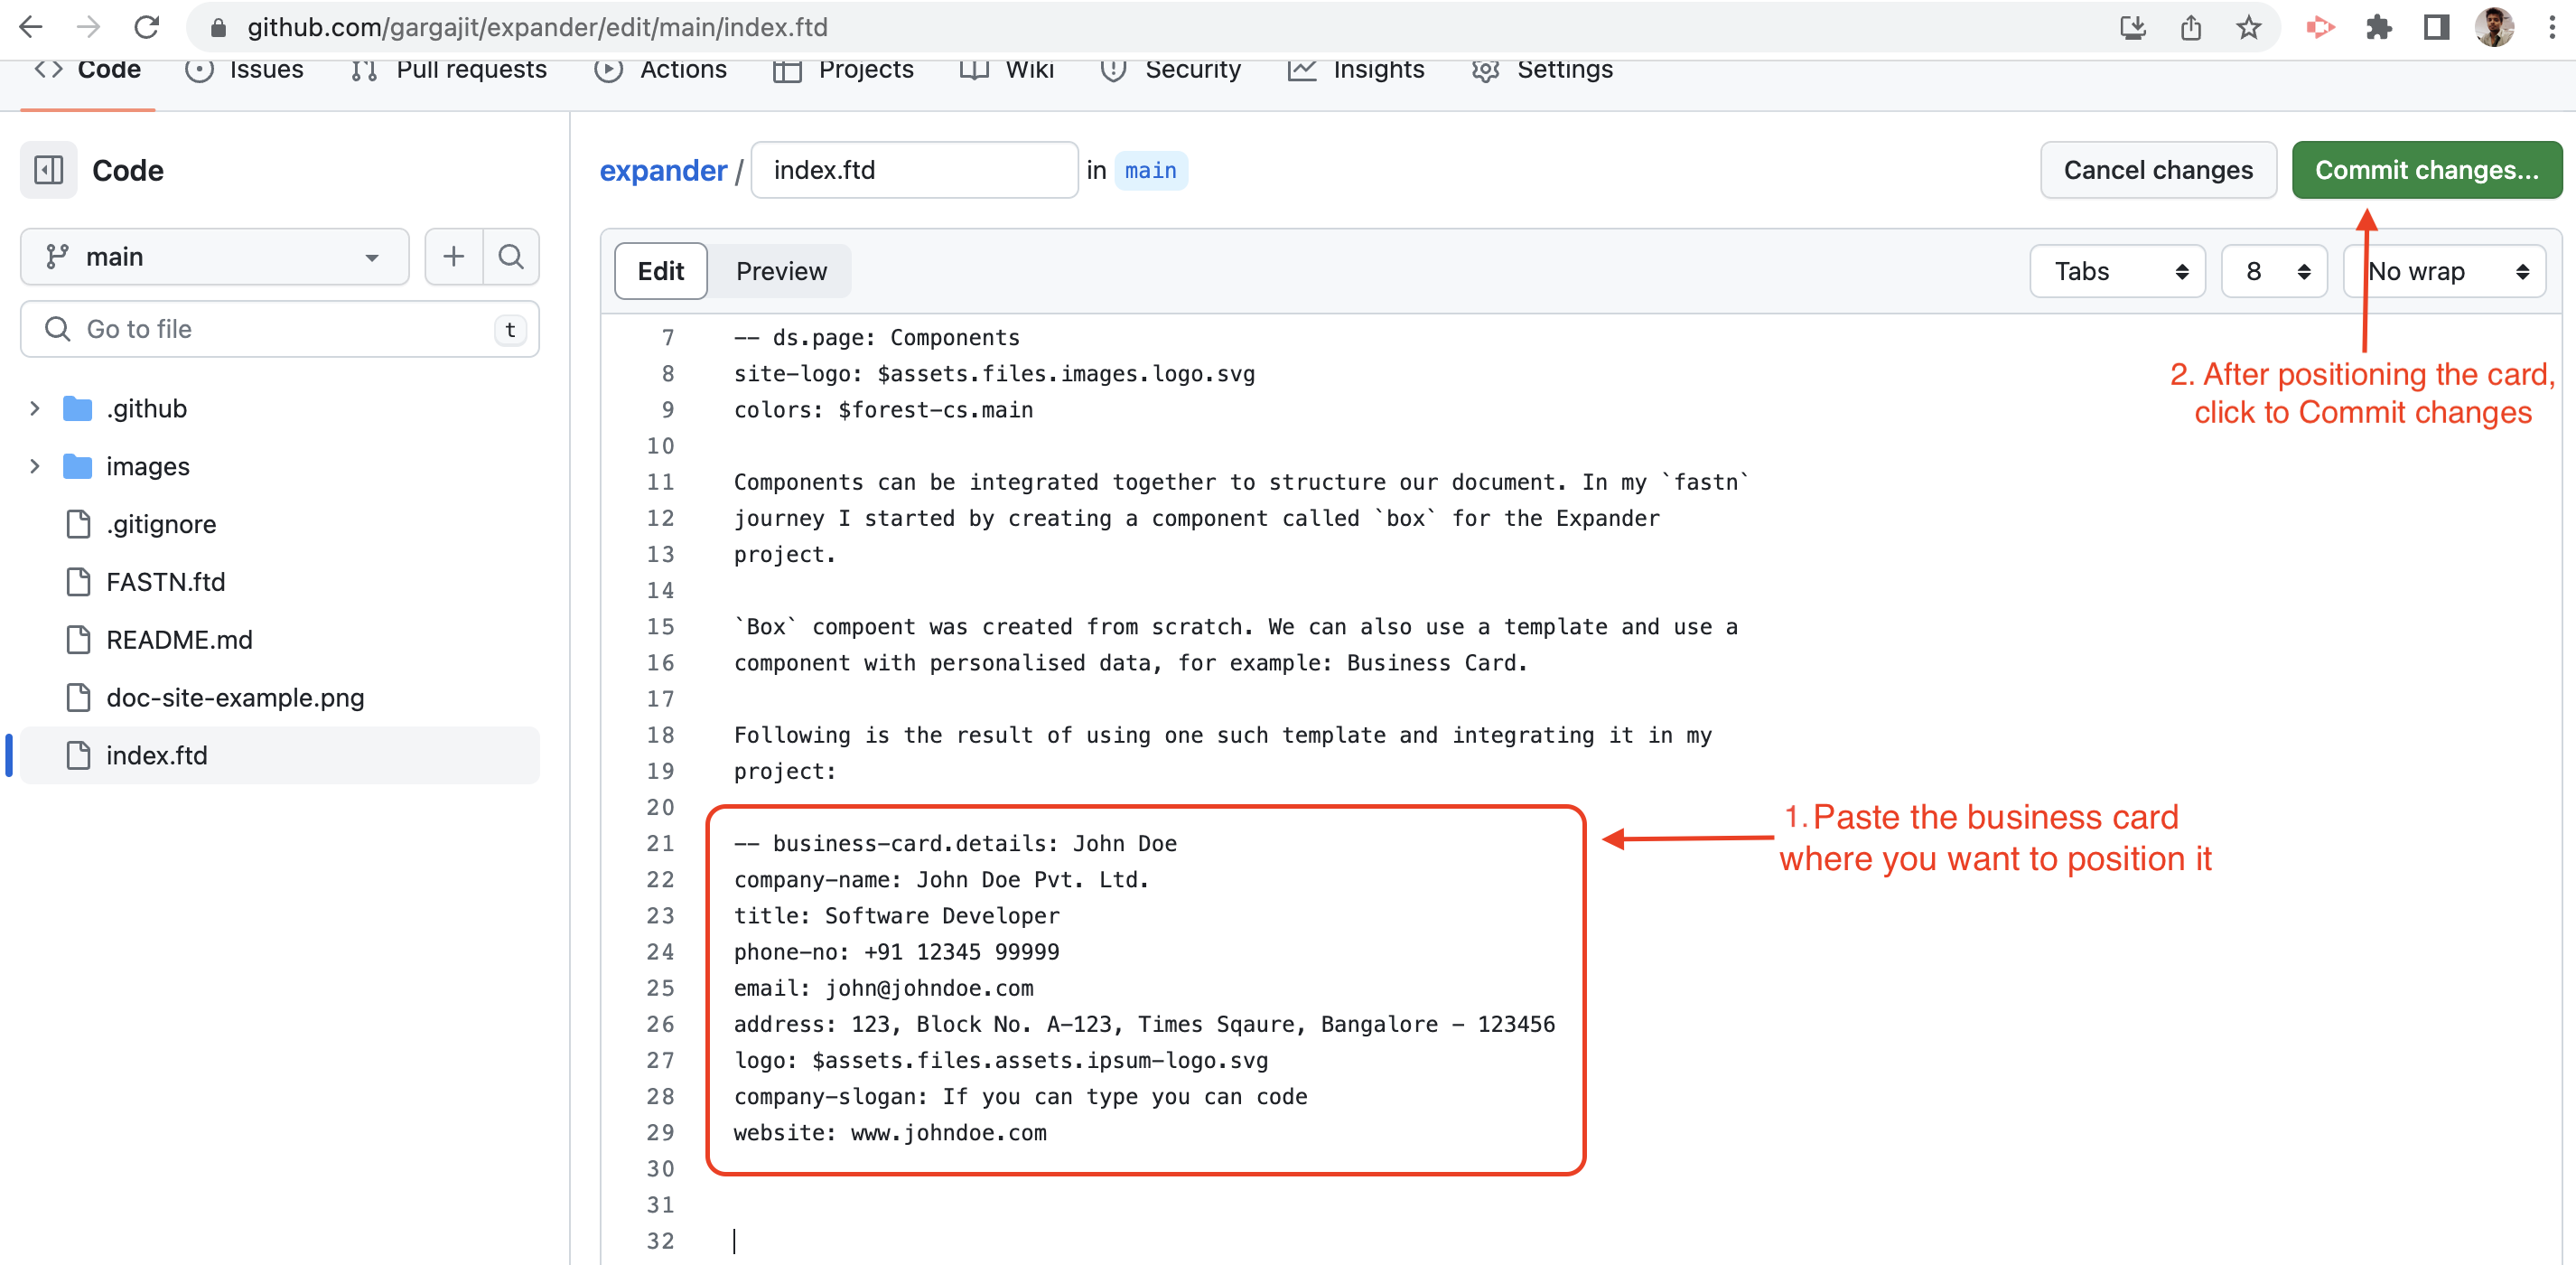 github.com/gargajit/expander/edit/main/index.ftd
Code Issues Pull requests Actions Projects Wiki Security Insights Settings
Code
main
Go to file t
.github
images
.gitignore
FASTN.ftd
README.md
doc-site-example.png
index.ftd
expander / index.ftd in main
Cancel changes Commit changes...
Edit Preview
Tabs 8 No wrap
2. After positioning the card,
click to Commit changes
7 -- ds.page: Components
8 site-logo: $assets.files.images.logo.svg
9 colors: $forest-cs.main
10
11 Components can be integrated together to structure our document. In my `fastn`
12 journey I started by creating a component called `box` for the Expander
13 project.
14
15 `Box` compoent was created from scratch. We can also use a template and use a
16 component with personalised data, for example: Business Card.
17
18 Following is the result of using one such template and integrating it in my
19 project:
20
21 -- business-card.details: John Doe
22 company-name: John Doe Pvt. Ltd.
23 title: Software Developer
24 phone-no: +91 12345 99999
25 email: john@johndoe.com
26 address: 123, Block No. A-123, Times Sqaure, Bangalore - 123456
27 logo: $assets.files.assets.ipsum-logo.svg
28 company-slogan: If you can type you can code
29 website: www.johndoe.com
30
31
32
1. Paste the business card
where you want to position it